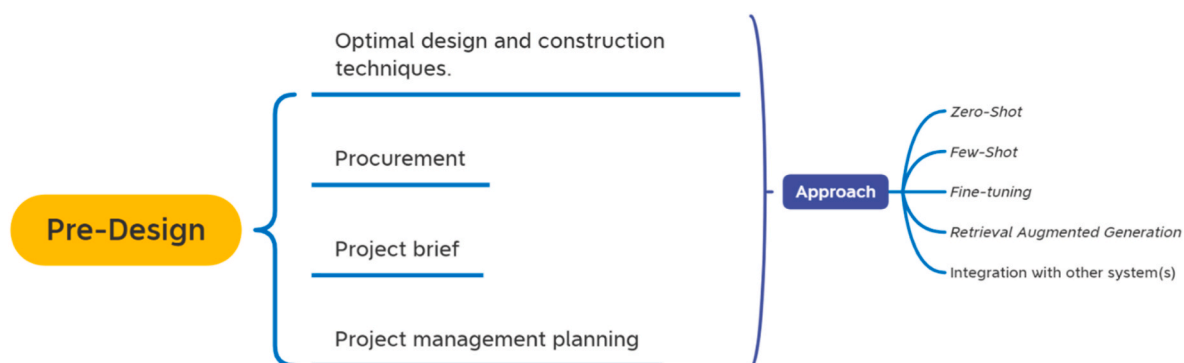 Pre-Design
Optimal design and construction
techniques.
Procurement
Project brief
Project management planning
Approach
Zero-Shot
Few-Shot
Fine-tuning
Retrieval Augmented Generation
Integration with other system(s)